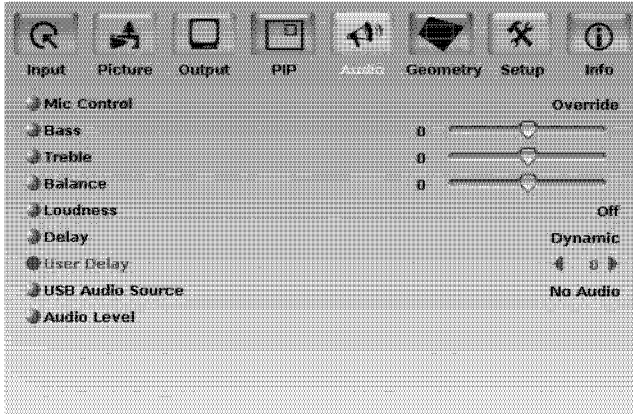 Input Picture Output PIP Audio Geometry Setup Info
Mic Control Override
Bass 0
Treble 0
Balance 0
Loudness Off
Delay Dynamic
User Delay 0
USB Audio Source No Audio
Audio Level